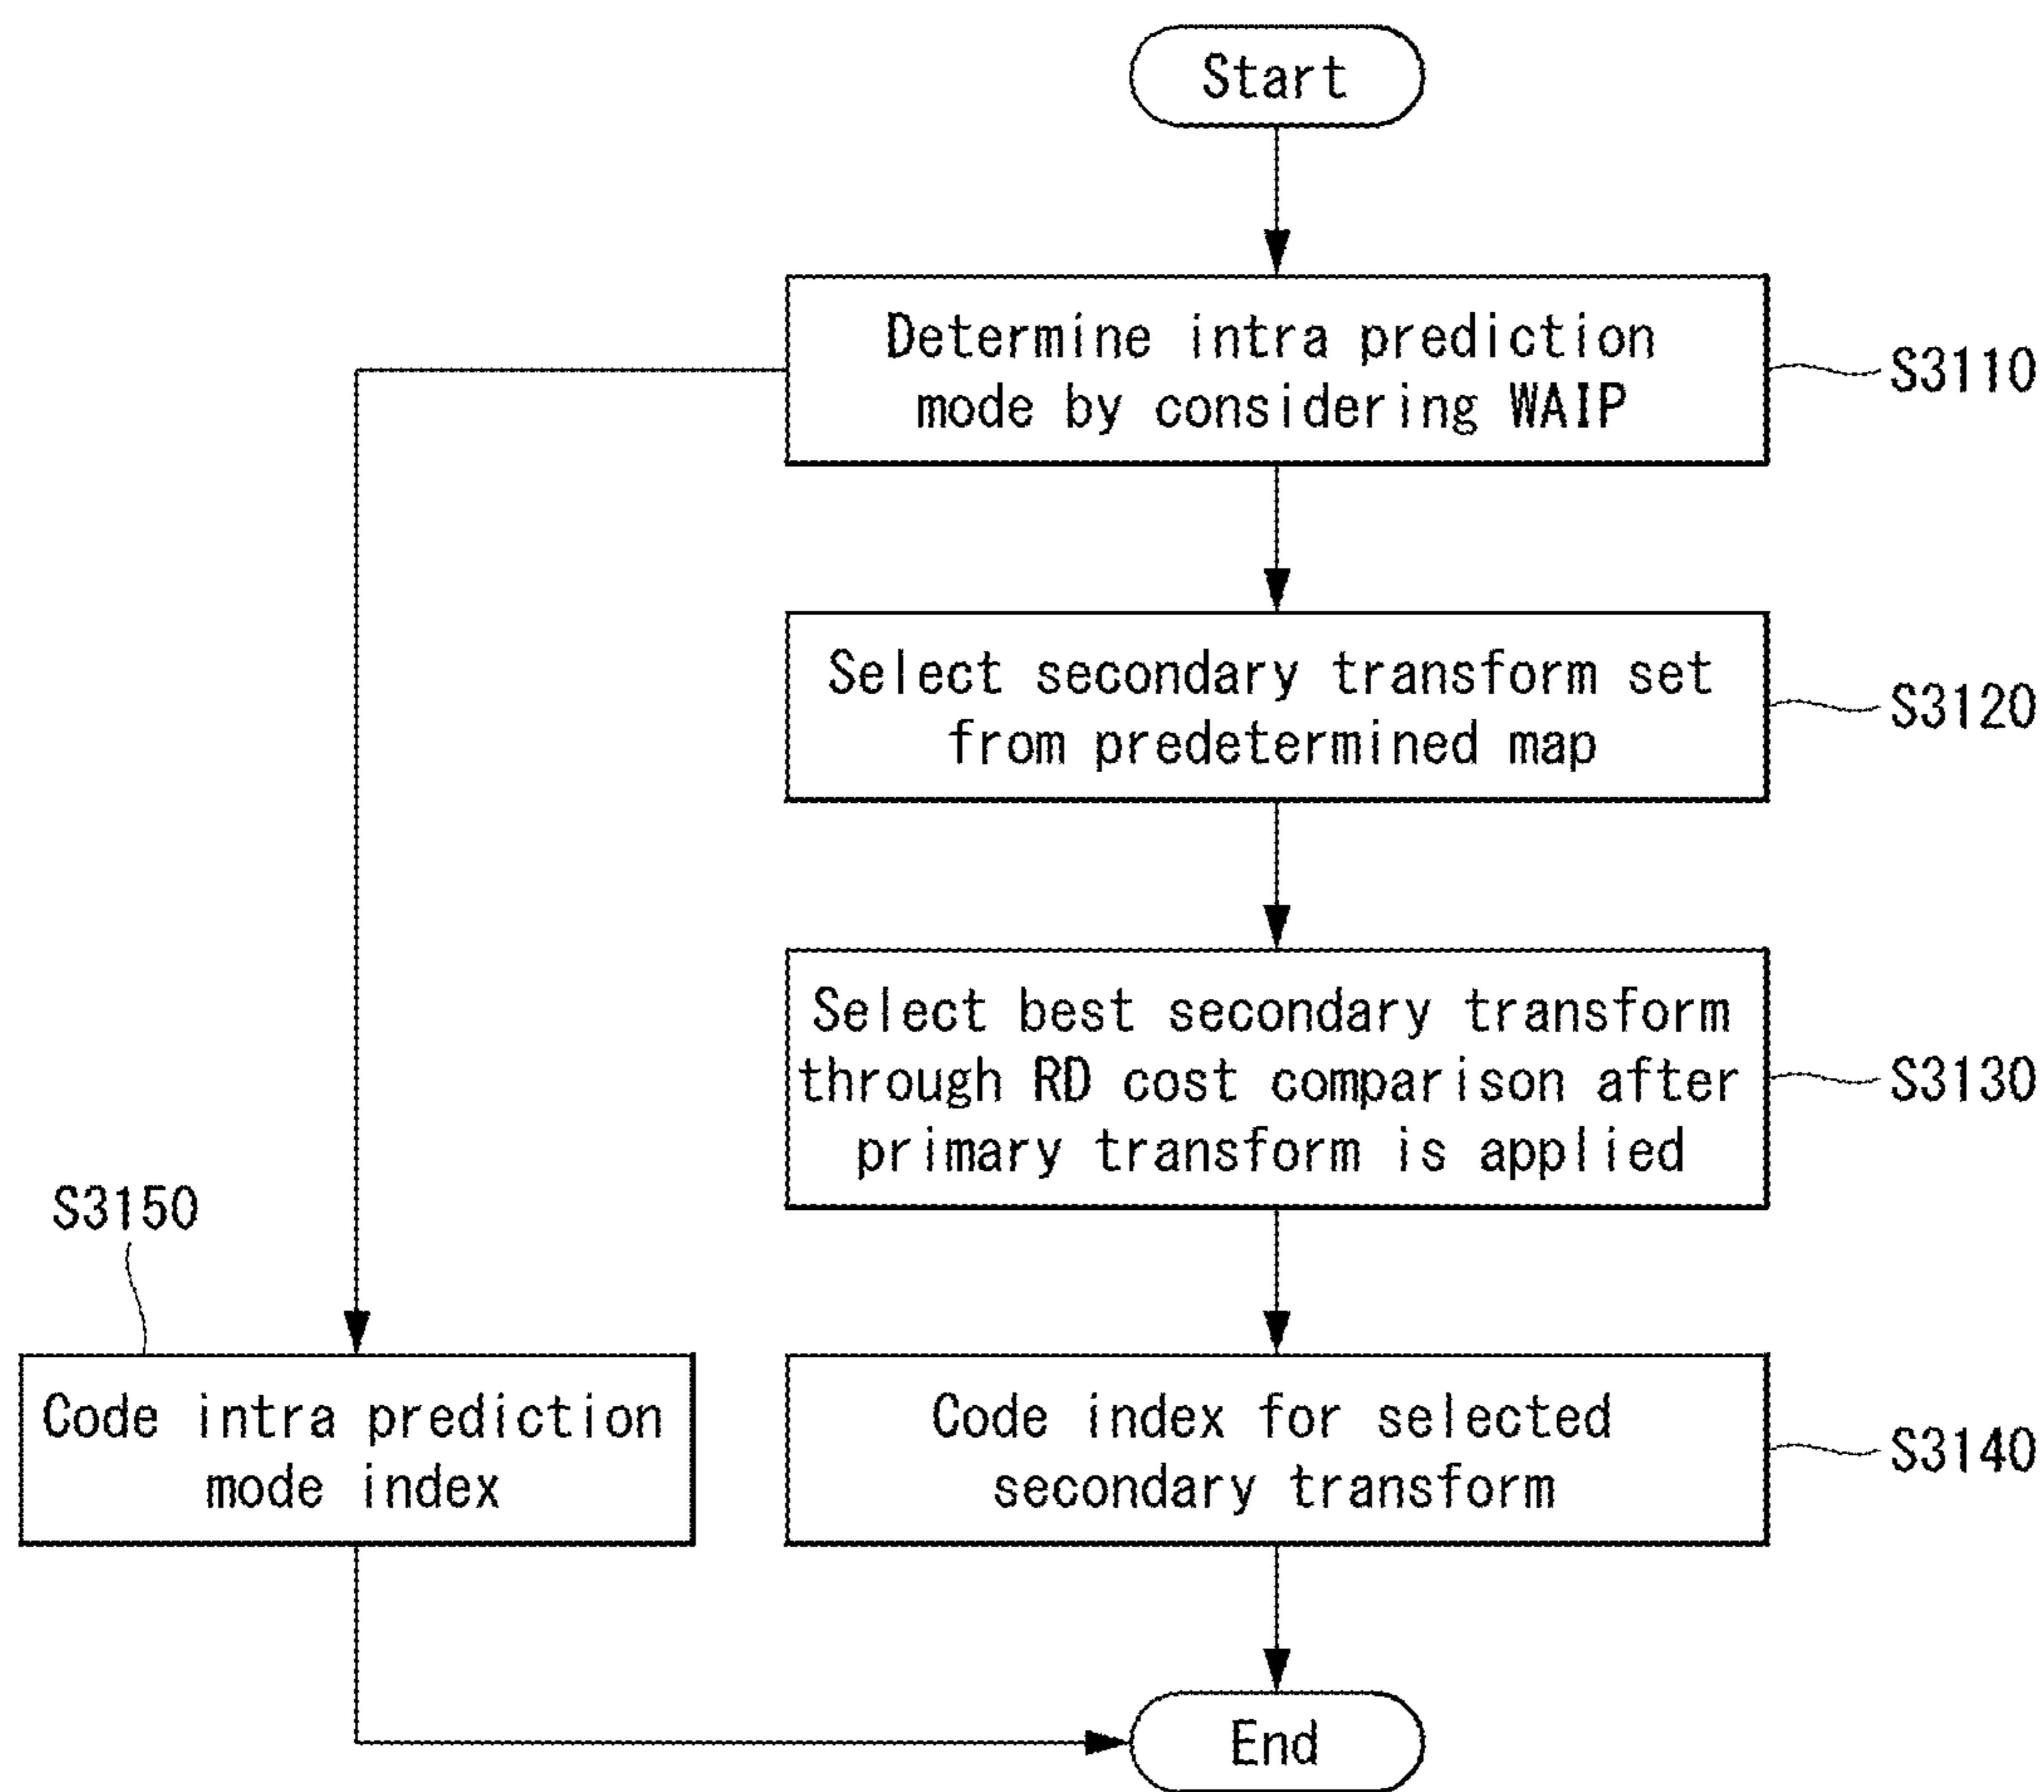 Start
Determine intra prediction
mode by considering WAIP
S3110
Select secondary transform set
from predetermined map
S3120
Select best secondary transform
through RD cost comparison after
primary transform is applied
S3130
S3150
Code intra prediction
mode index
Code index for selected
secondary transform
S3140
End